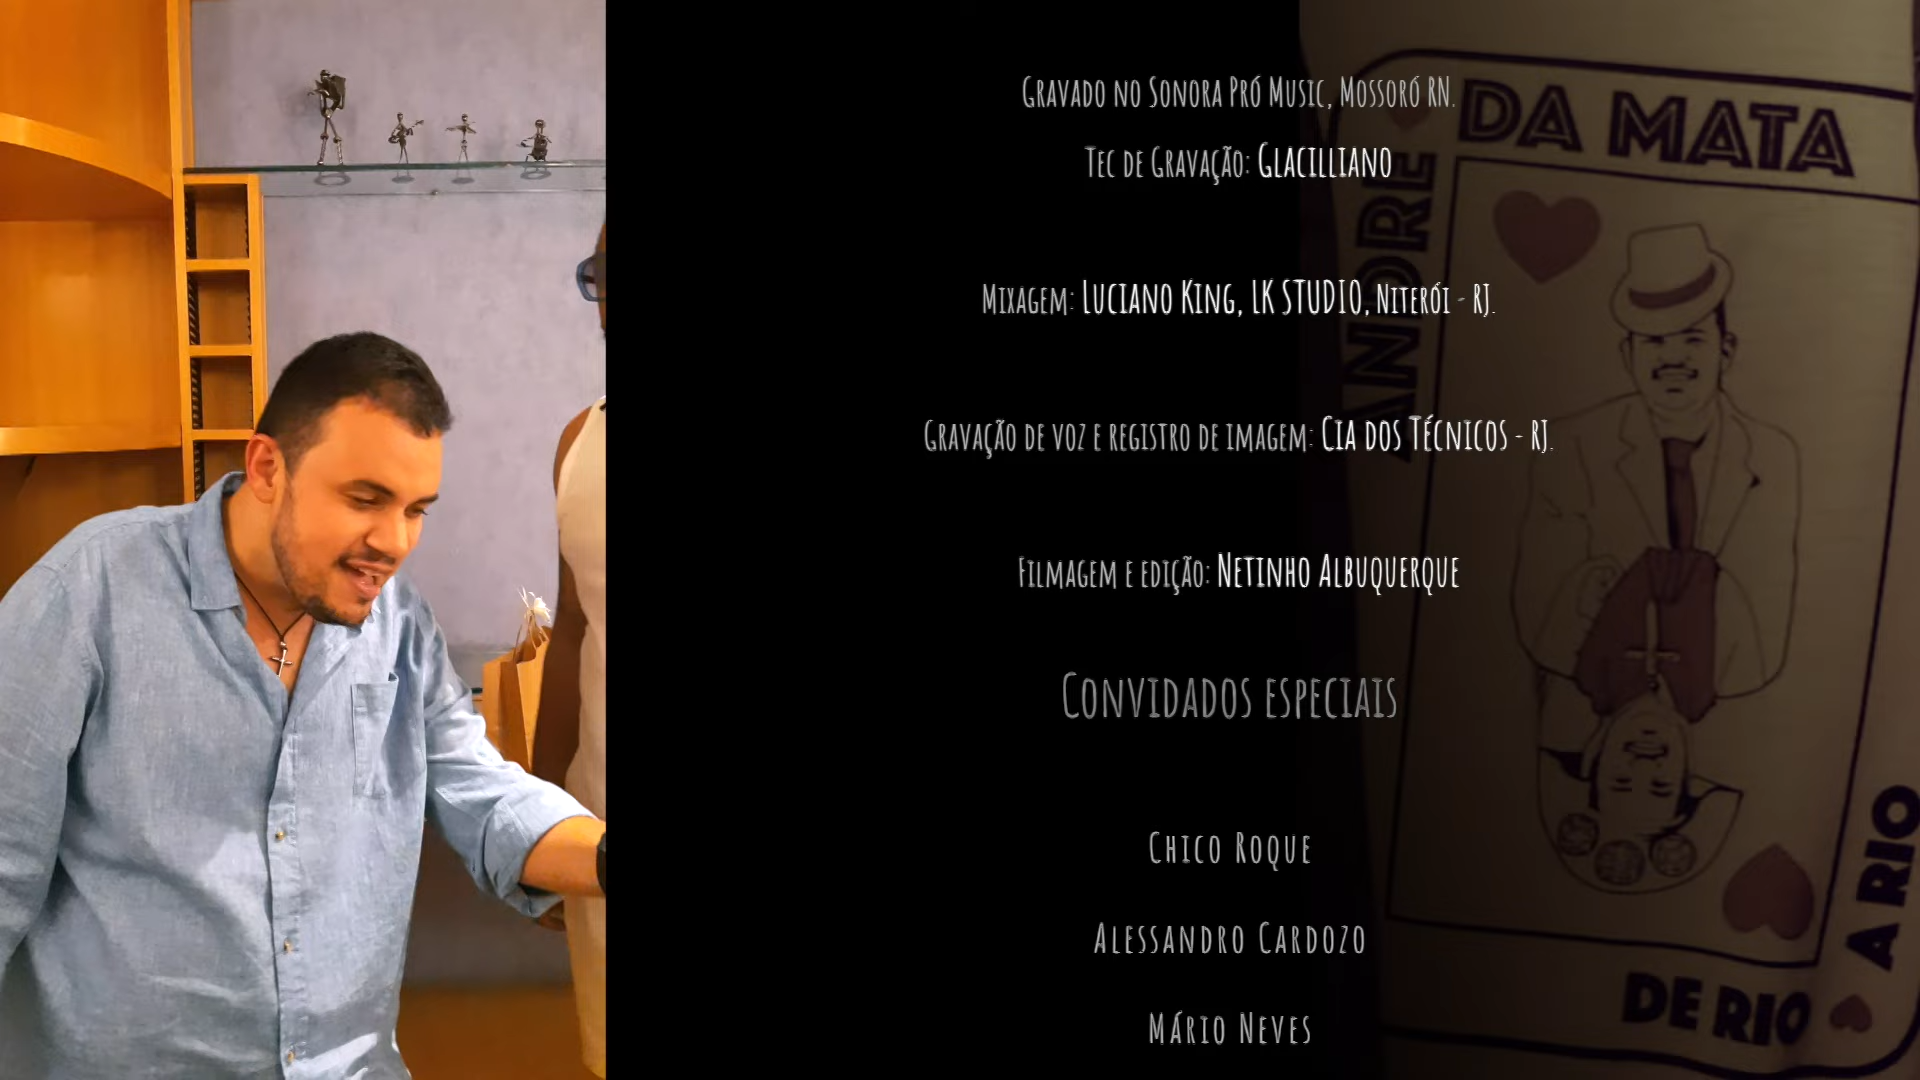 Gravado no Sonora Pró Music, Mossoró RN.
Tec de Gravação: Glacilliano
Mixagem: Luciano King, LK STUDIO, Niterói - RJ.
Gravação de voz e registro de imagem: Cia dos Técnicos - RJ.
Filmagem e edição: Netinho Albuquerque
Convidados especiais
Chico Roque
Alessandro Cardozo
Mário Neves
ANDRÉ
DA MATA
DE RIO
A RIO